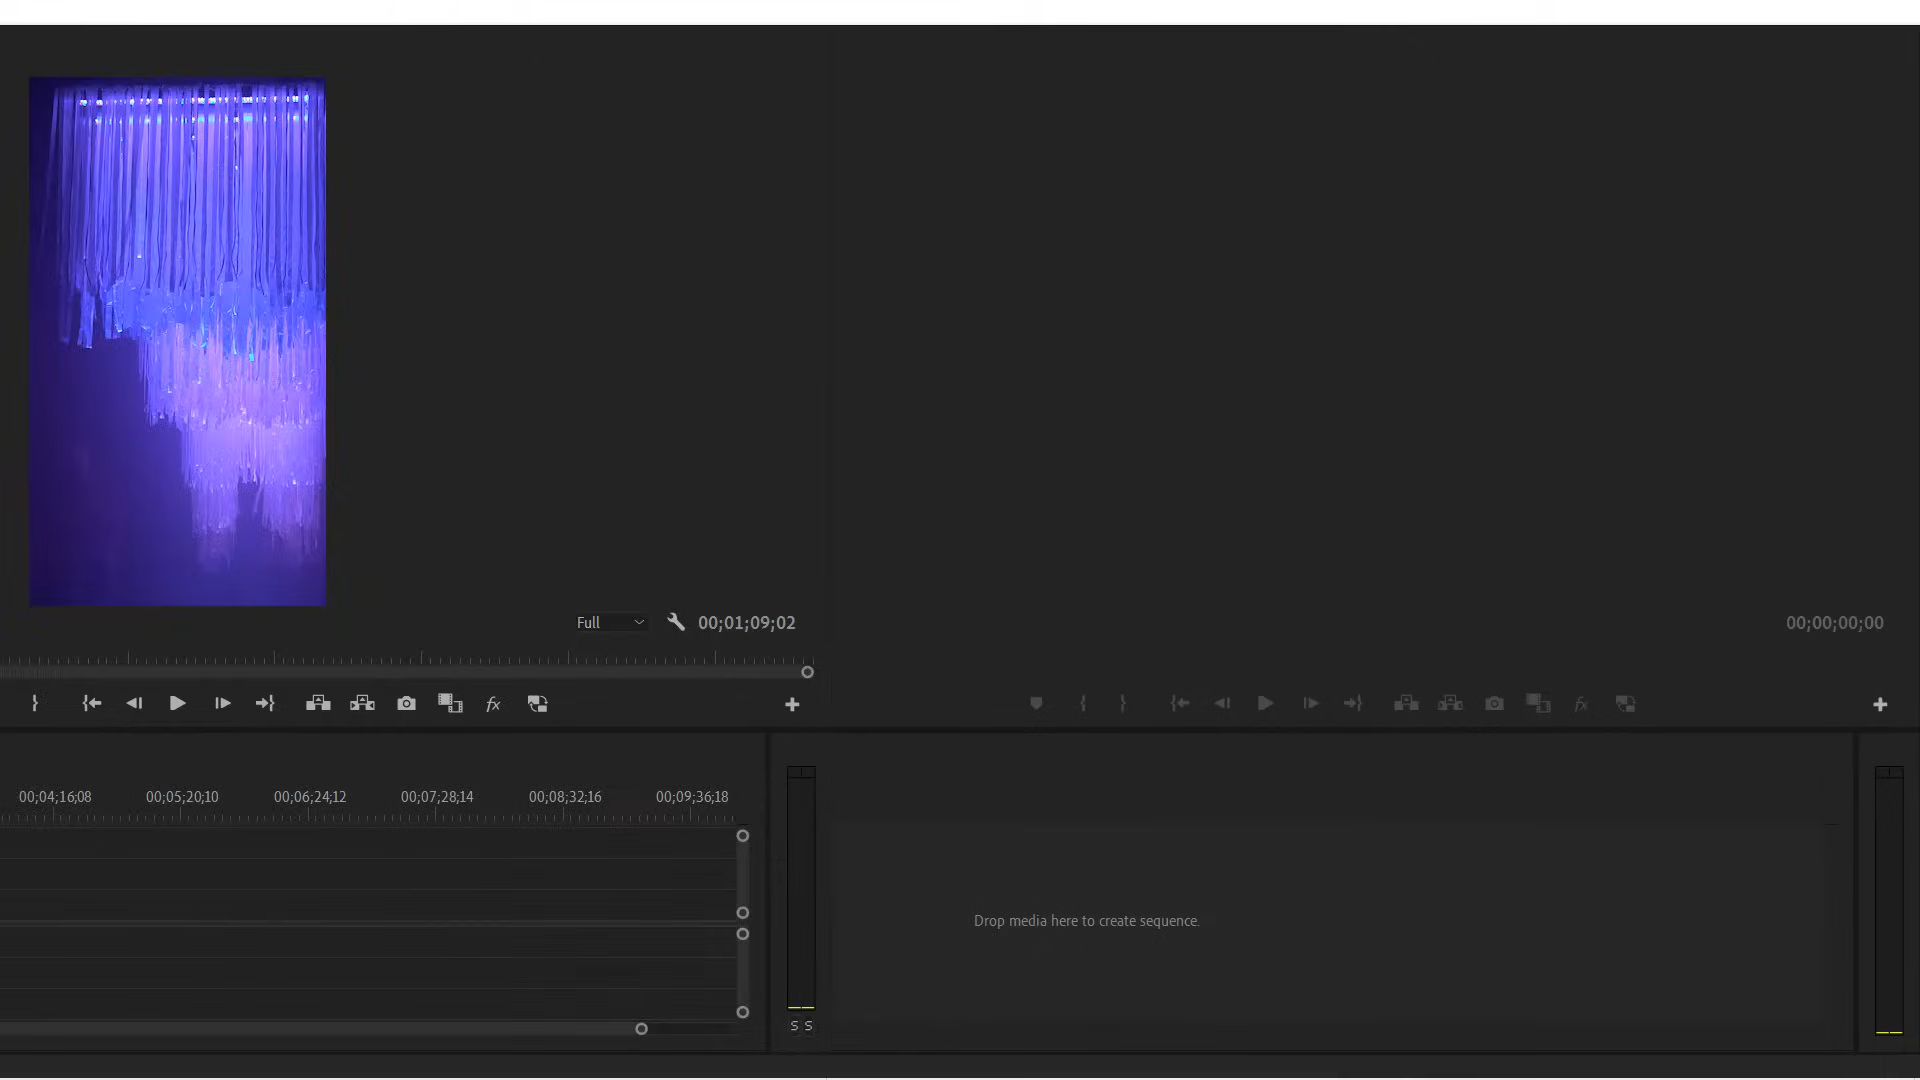 Full
00;01;09;02
00;00;00;00
fx
fx
00;04;16;08
00;05;20;10
00;06;24;12
00;07;28;14
00;08;32;16
00;09;36;18
Drop media here to create sequence.
S S